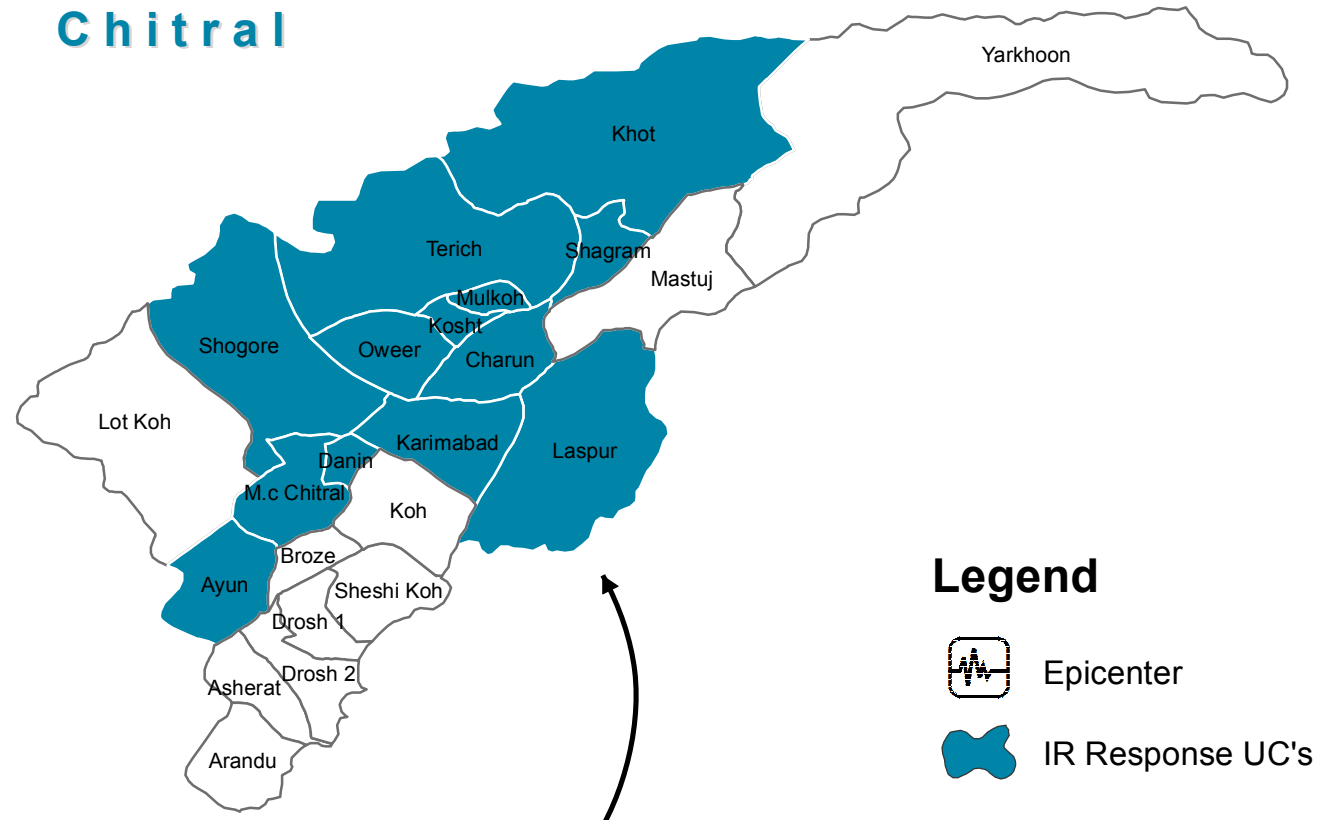 Chitral
Yarkhoon
Khot
Terich
Shagram
Mastuj
Mulkoh
Kosht
Shogore
Oweer
Charun
Lot Koh
Karimabad
Laspur
Danin
M.c Chitral
Koh
Broze
Ayun
Sheshi Koh
Drosh 1
Drosh 2
Asherat
Arandu
Legend
Epicenter
IR Response UC's